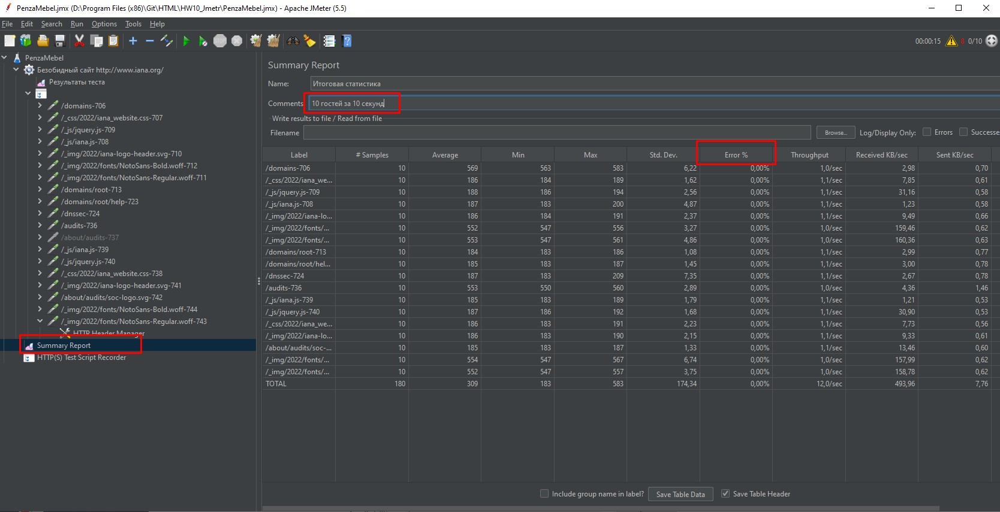 PenzaMebel.jmx (D:\Program Files (x86)\Git\HTML\HW10_Jmetr\PenzaMebel.jmx) - Apache JMeter (5.5)
File Edit Search Run Options Tools Help
STOP 00:00:15 8 0/10
PenzaMebel
Безобидный сайт http://www.iana.org/
Результаты теста
/domains-706
/_css/2022/iana_website.css-707
/_js/jquery.js-709
/_js/iana.js-708
/_img/2022/iana-logo-header.svg-710
/_img/2022/fonts/NotoSans-Bold.woff-712
/_img/2022/fonts/NotoSans-Regular.woff-711
/domains/root-713
/domains/root/help-723
/dnssec-724
/audits-736
/about/audits-737
/_js/iana.js-739
/_js/jquery.js-740
/_css/2022/iana_website.css-738
/_img/2022/iana-logo-header.svg-741
/about/audits/soc-logo.svg-742
/_img/2022/fonts/NotoSans-Bold.woff-744
/_img/2022/fonts/NotoSans-Regular.woff-743
HTTP Header Manager
Summary Report
HTTP(S) Test Script Recorder
Summary Report
Name: Итоговая статистика
Comments 10 гостей за 10 секунд
Write results to file / Read from file
Filename Browse... Log/Display Only: Errors Successe
Label # Samples Average Min Max Std. Dev. Error % Throughput Received KB/sec Sent KB/sec
/domains-706 10 569 563 583 6,22 0,00% 1,0/sec 2,98 0,70
/_css/2022/iana_we... 10 186 184 189 1,62 0,00% 1,1/sec 7,85 0,61
/_js/jquery.js-709 10 188 186 194 2,56 0,00% 1,1/sec 31,16 0,58
/_js/iana.js-708 10 187 183 200 4,87 0,00% 1,1/sec 1,23 0,58
/_img/2022/iana-lo... 10 186 184 191 2,37 0,00% 1,1/sec 9,49 0,66
/_img/2022/fonts/... 10 552 547 556 3,27 0,00% 1,0/sec 159,46 0,62
/_img/2022/fonts/... 10 553 547 561 4,86 0,00% 1,0/sec 160,36 0,63
/domains/root-713 10 184 183 186 1,08 0,00% 1,1/sec 2,99 0,77
/domains/root/hel... 10 185 183 187 1,45 0,00% 1,1/sec 3,00 0,78
/dnssec-724 10 187 183 209 7,35 0,00% 1,1/sec 2,67 0,78
/audits-736 10 553 550 560 2,89 0,00% 1,0/sec 4,36 1,46
/_js/iana.js-739 10 185 183 189 1,79 0,00% 1,1/sec 1,21 0,53
/_js/jquery.js-740 10 187 186 192 1,68 0,00% 1,1/sec 30,90 0,53
/_css/2022/iana_we... 10 186 183 191 2,23 0,00% 1,1/sec 7,73 0,56
/_img/2022/iana-lo... 10 186 183 190 2,15 0,00% 1,1/sec 9,33 0,61
/about/audits/soc-... 10 185 183 187 1,33 0,00% 1,1/sec 13,46 0,60
/_img/2022/fonts/... 10 554 547 567 6,74 0,00% 1,0/sec 157,99 0,62
/_img/2022/fonts/... 10 552 547 557 3,75 0,00% 1,0/sec 158,78 0,62
TOTAL 180 309 183 583 174,34 0,00% 12,0/sec 493,96 7,76
Include group name in label? Save Table Data Save Table Header